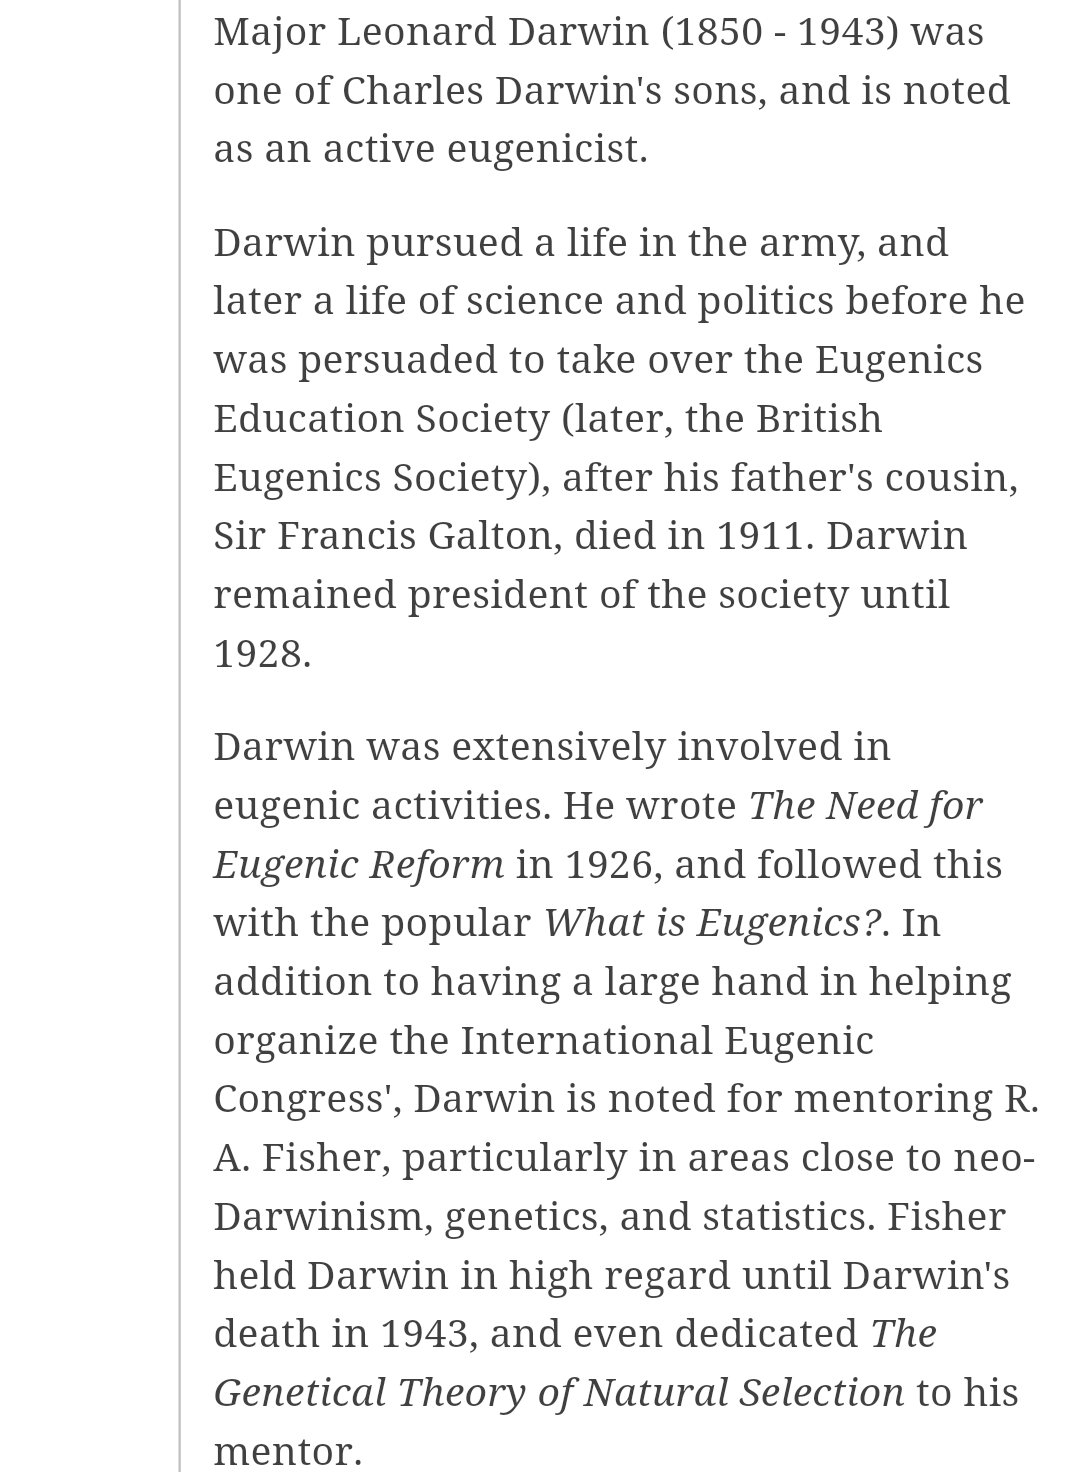 Major Leonard Darwin (1850 - 1943) was
one of Charles Darwin's sons, and is noted
as an active eugenicist.
Darwin pursued a life in the army, and
later a life of science and politics before he
was persuaded to take over the Eugenics
Education Society (later, the British
Eugenics Society), after his father's cousin,
Sir Francis Galton, died in 1911. Darwin
remained president of the society until
1928.
Darwin was extensively involved in
eugenic activities. He wrote The Need for
Eugenic Reform in 1926, and followed this
with the popular What is Eugenics?. In
addition to having a large hand in helping
organize the International Eugenic
Congress', Darwin is noted for mentoring R.
A. Fisher, particularly in areas close to neo-
Darwinism, genetics, and statistics. Fisher
held Darwin in high regard until Darwin's
death in 1943, and even dedicated The
Genetical Theory of Natural Selection to his
mentor.